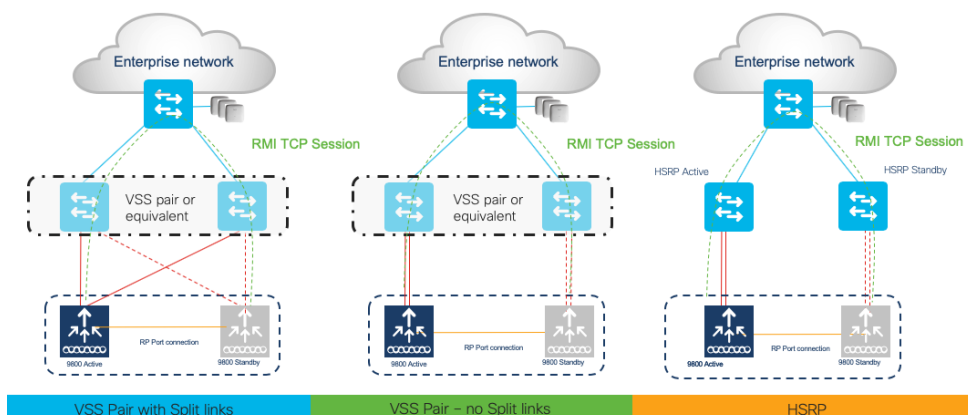 Enterprise network
RMI TCP Session
VSS pair or
equivalent
RP Port connection
9800 Active
9800 Standby
VSS Pair with Split links
Enterprise network
RMI TCP Session
VSS pair or
equivalent
RP Port connection
9800 Active
9800 Standby
VSS Pair – no Split links
Enterprise network
RMI TCP Session
HSRP Active
HSRP Standby
RP Port connection
9800 Active
9800 Standby
HSRP